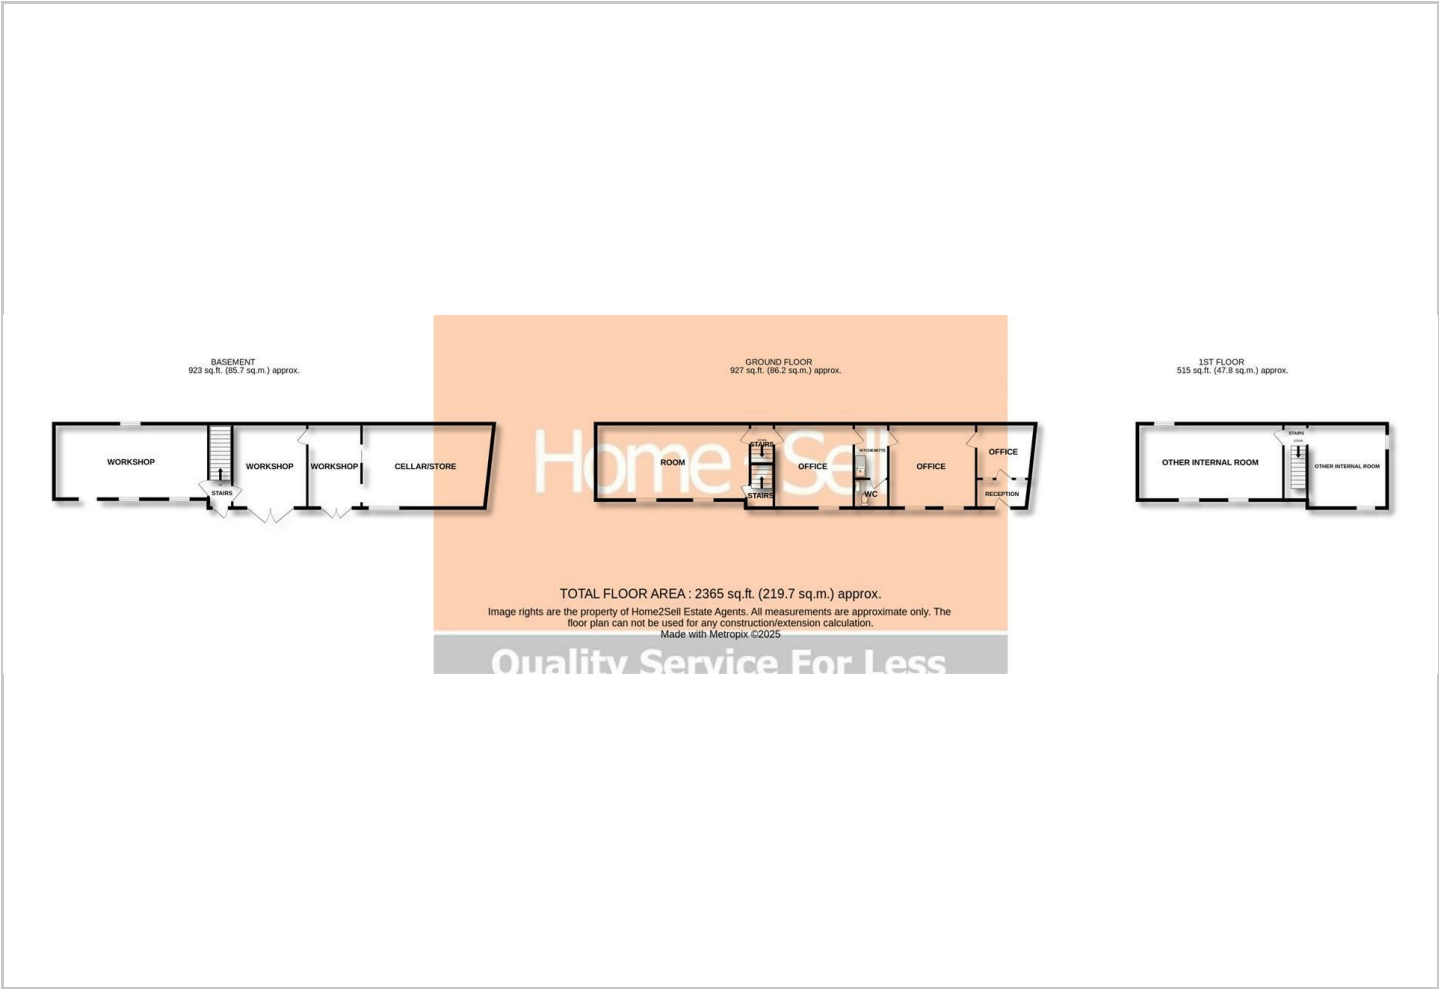 BASEMENT
923 sq.ft. (85.7 sq.m.) approx.
GROUND FLOOR
927 sq.ft. (86.2 sq.m.) approx.
1ST FLOOR
515 sq.ft. (47.8 sq.m.) approx.
WORKSHOP
STAIRS
WORKSHOP
WORKSHOP
CELLAR/STORE
Home Sell
ROOM
STAIRS
STAIRS
OFFICE
KITCHENETTE
WC
OFFICE
OFFICE
RECEPTION
OTHER INTERNAL ROOM
STAIRS
OTHER INTERNAL ROOM
TOTAL FLOOR AREA : 2365 sq.ft. (219.7 sq.m.) approx.
Image rights are the property of Home2Sell Estate Agents. All measurements are approximate only. The
floor plan can not be used for any construction/extension calculation.
Made with Metropix ©2025
Quality Service For Less